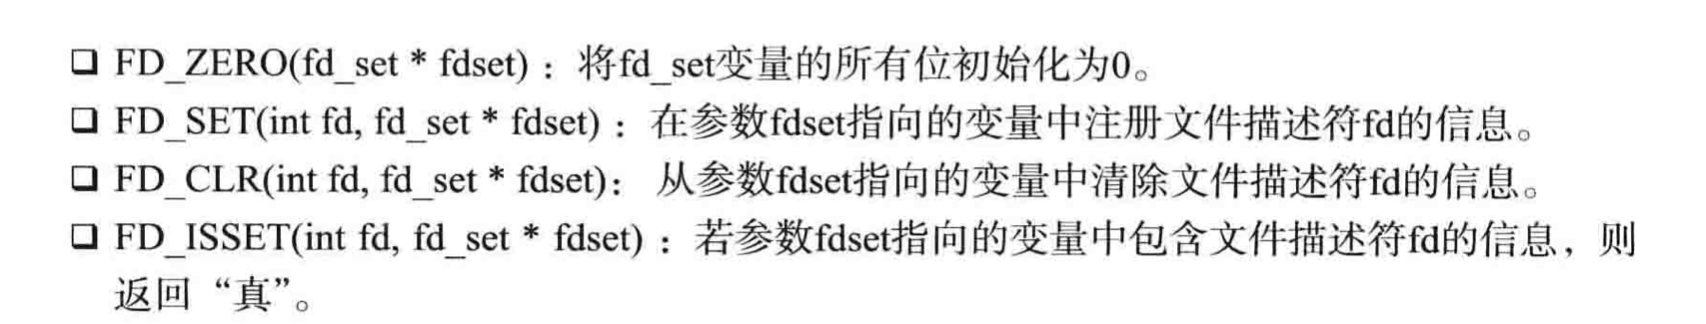 ❑ FD_ZERO(fd_set * fdset) : 将fd_set变量的所有位初始化为0。
❑ FD_SET(int fd, fd_set * fdset) : 在参数fdset指向的变量中注册文件描述符fd的信息。
❑ FD_CLR(int fd, fd_set * fdset): 从参数fdset指向的变量中清除文件描述符fd的信息。
❑ FD_ISSET(int fd, fd_set * fdset) : 若参数fdset指向的变量中包含文件描述符fd的信息，则
返回“真”。